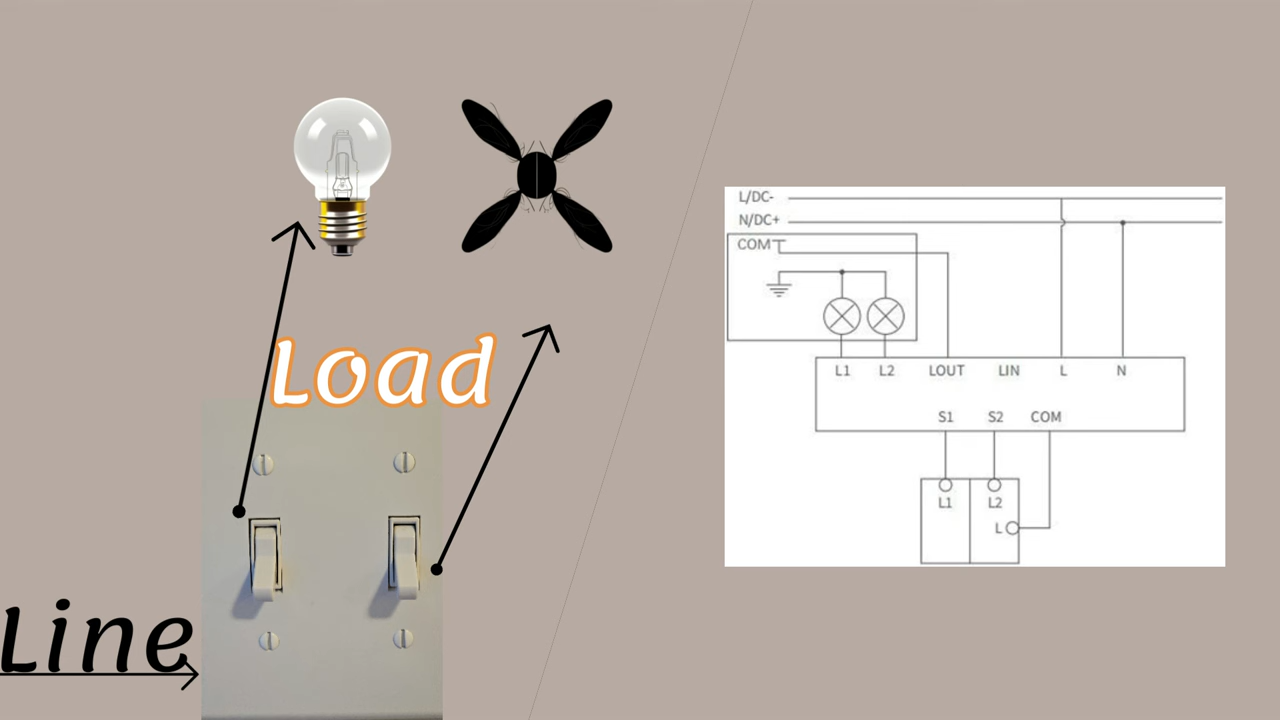 Load
Line
L/DC-
N/DC+
COM
L1 L2 LOUT LIN L N
S1 S2 COM
L1 L2
L